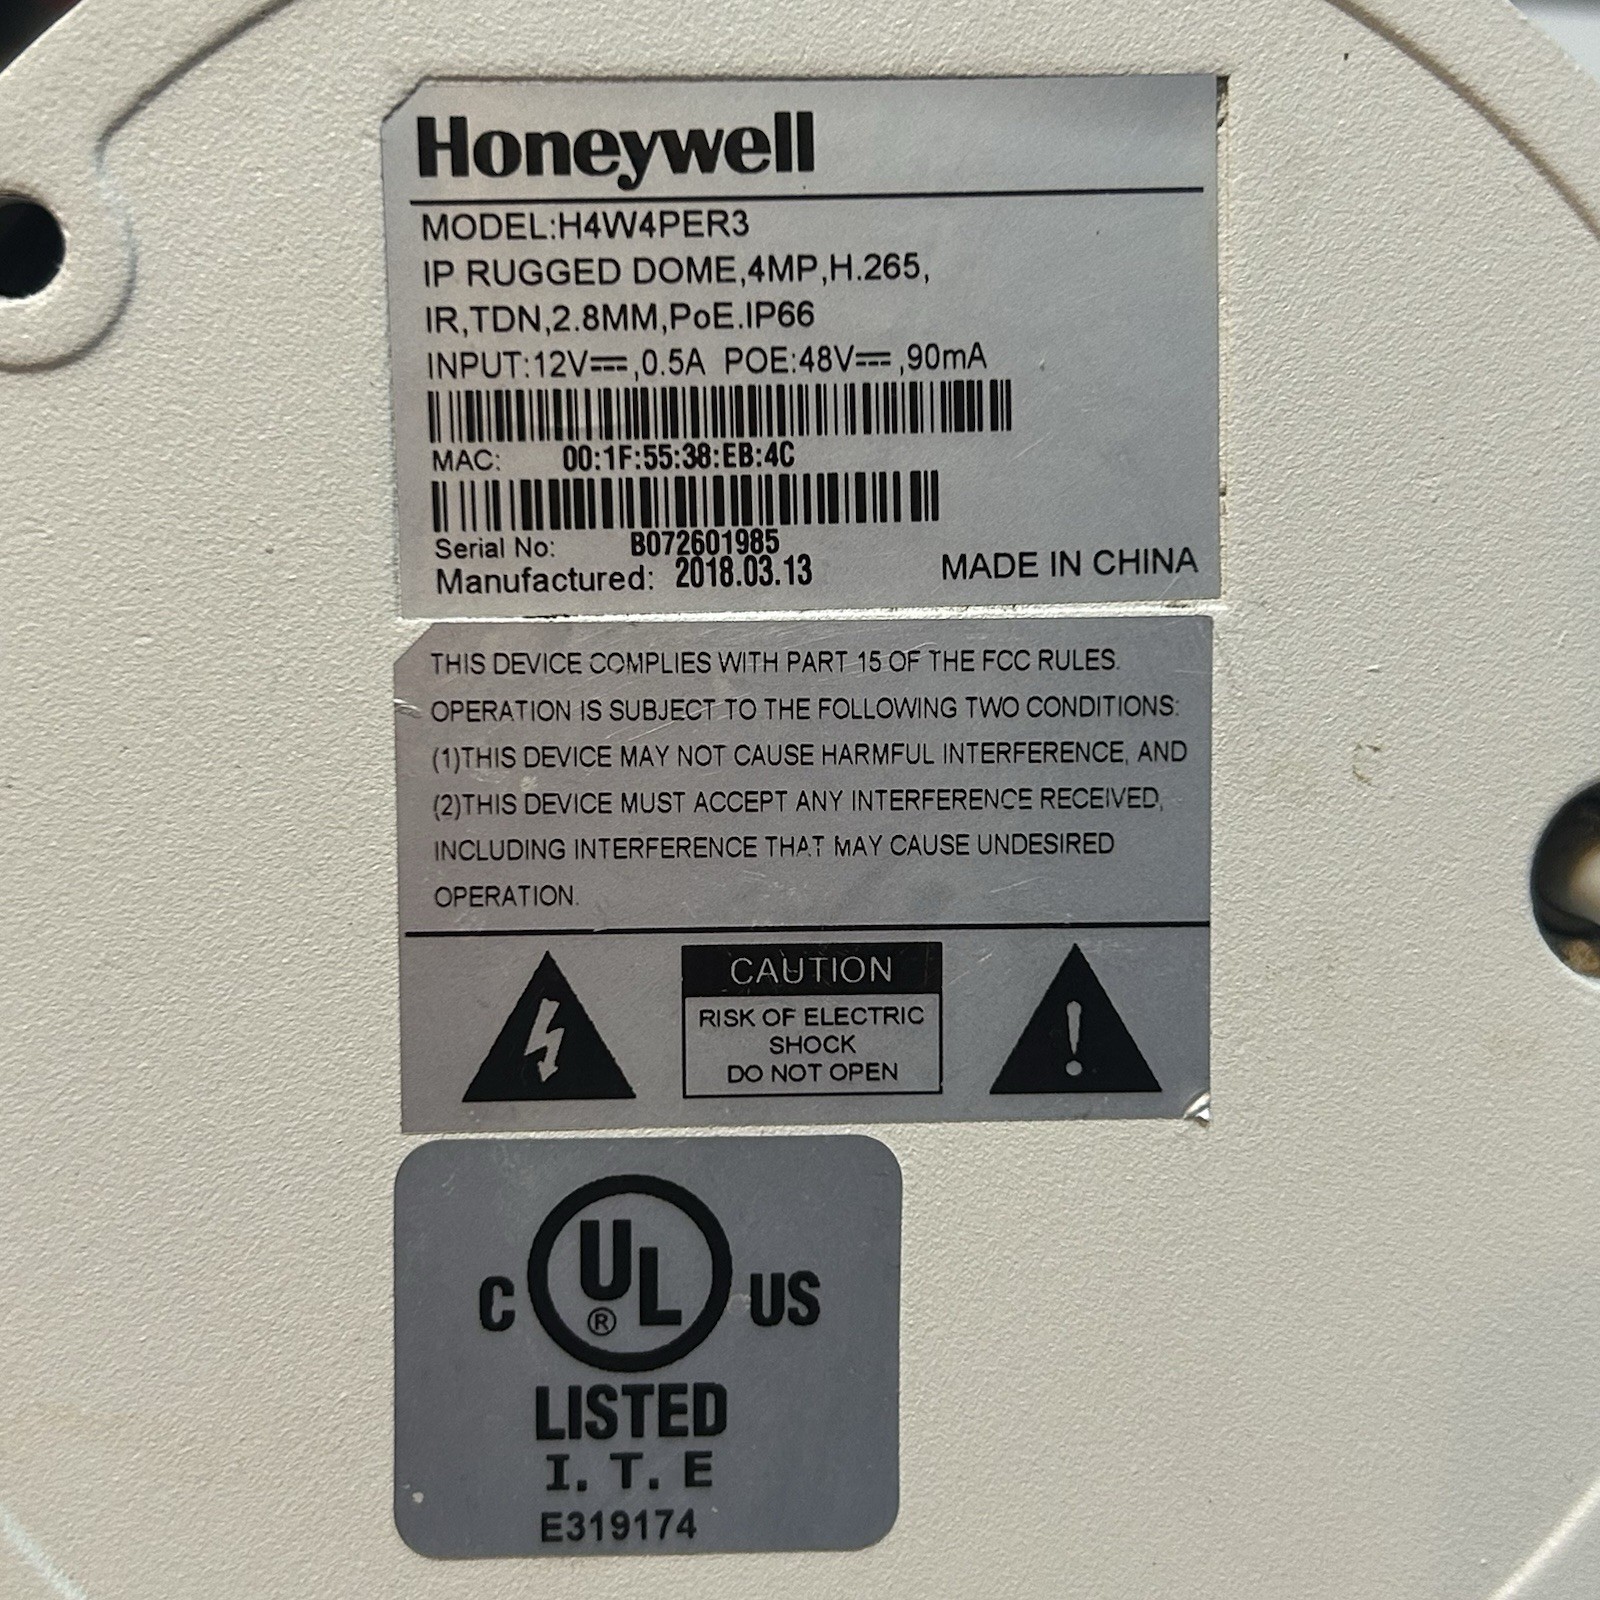 Honeywell
MODEL:H4W4PER3
IP RUGGED DOME,4MP,H.265,
IR,TDN,2.8MM,PoE.IP66
INPUT:12V⎓,0.5A POE:48V⎓,90mA
MAC: 00:1F:55:38:EB:4C
Serial No: B072601985
Manufactured: 2018.03.13 MADE IN CHINA
THIS DEVICE COMPLIES WITH PART 15 OF THE FCC RULES.
OPERATION IS SUBJECT TO THE FOLLOWING TWO CONDITIONS:
(1)THIS DEVICE MAY NOT CAUSE HARMFUL INTERFERENCE, AND
(2)THIS DEVICE MUST ACCEPT ANY INTERFERENCE RECEIVED,
INCLUDING INTERFERENCE THAT MAY CAUSE UNDESIRED
OPERATION.
CAUTION
RISK OF ELECTRIC
SHOCK
DO NOT OPEN
C UL® US
LISTED
I. T. E
E319174